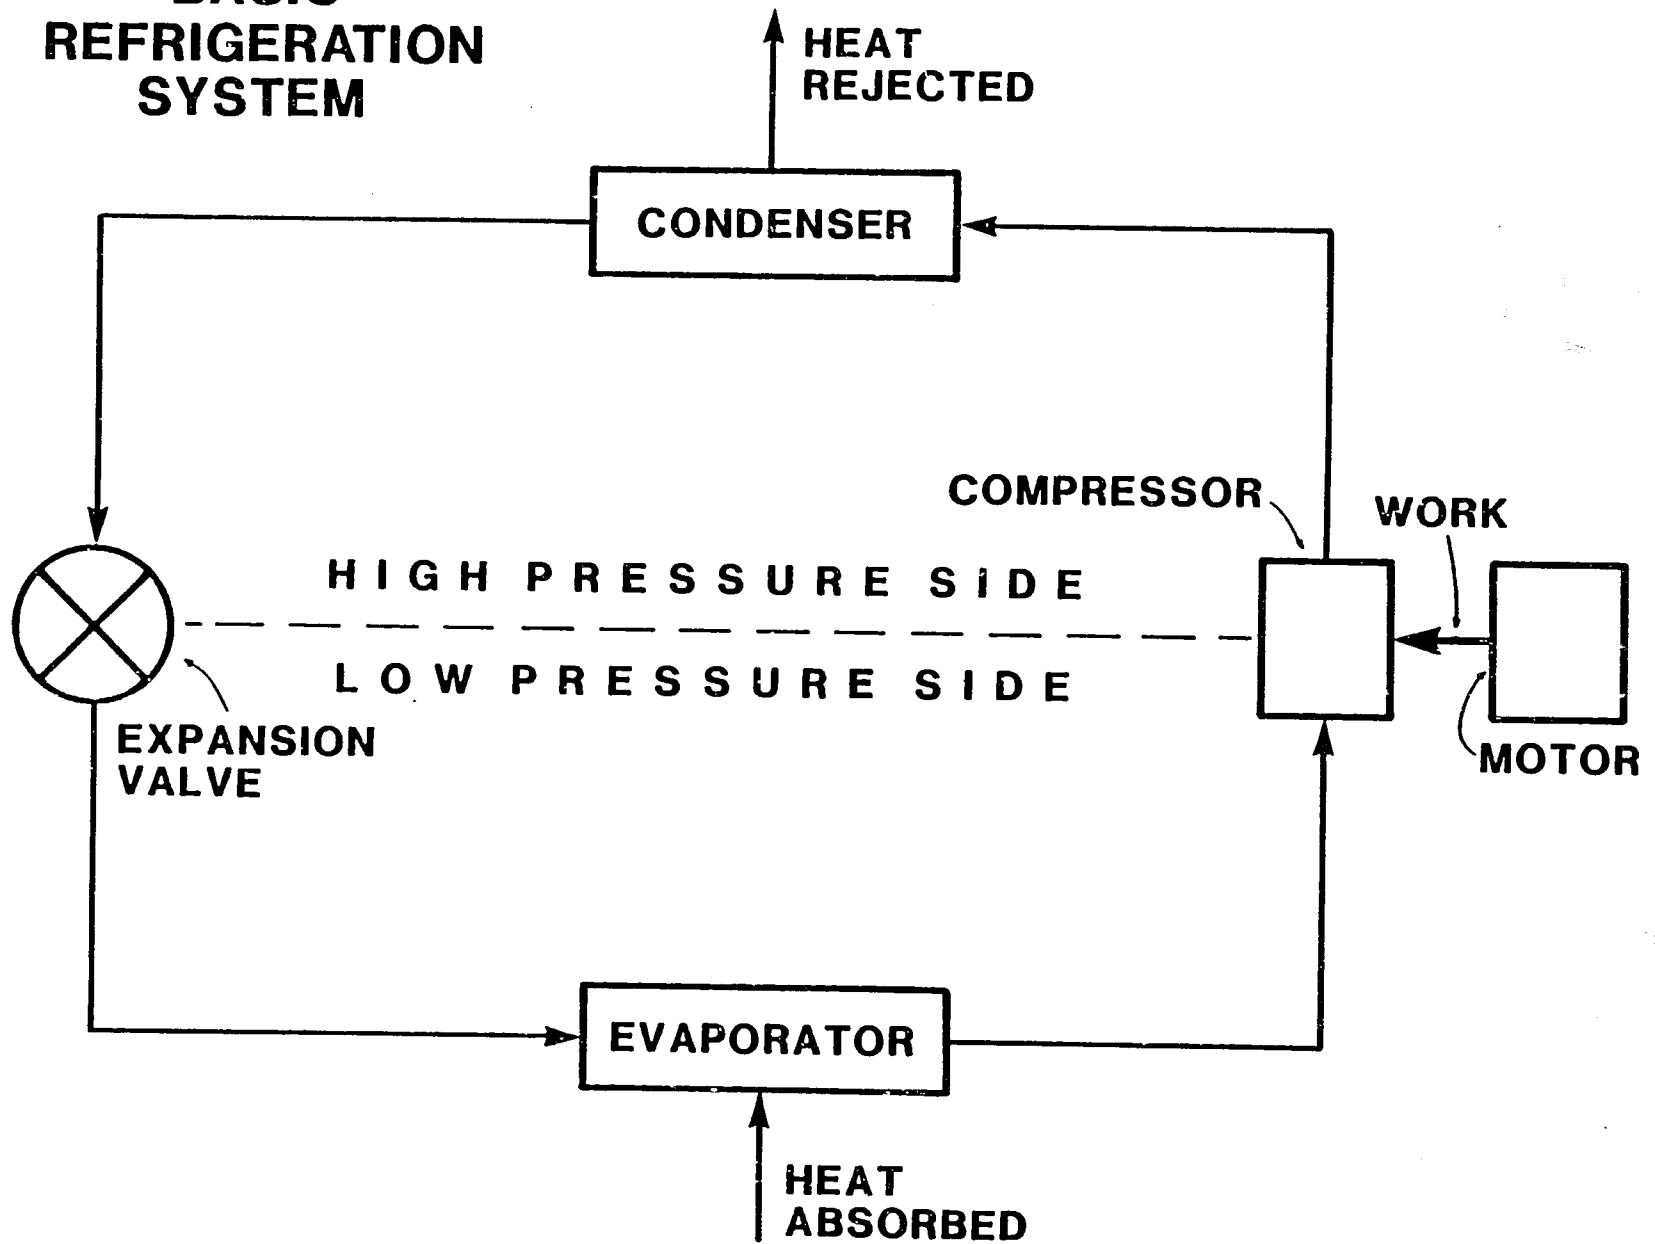 REFRIGERATION
SYSTEM
HEAT
REJECTED
CONDENSER
COMPRESSOR
WORK
HIGH PRESSURE SIDE
LOW PRESSURE SIDE
EXPANSION
VALVE
MOTOR
EVAPORATOR
HEAT
ABSORBED